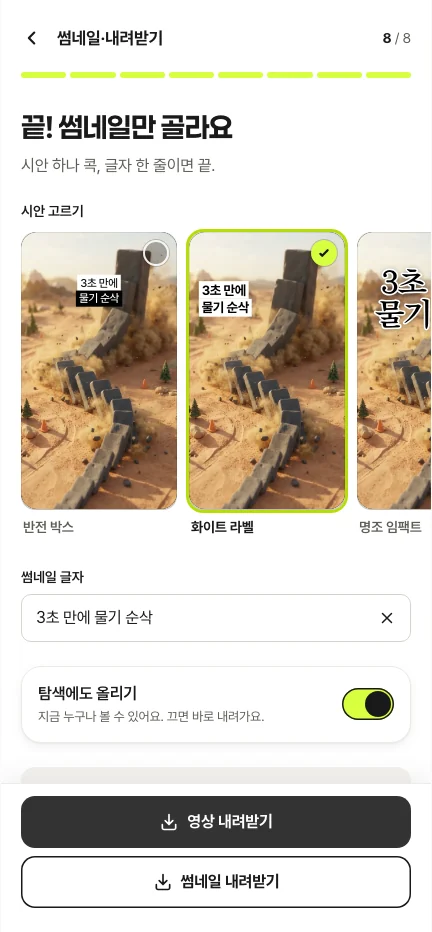 썸네일·내려받기
8 / 8
끝! 썸네일만 골라요
시안 하나 콕, 글자 한 줄이면 끝.
시안 고르기
3초 만에
물기 순삭
3초 만에
물기 순삭
3초
물기
반전 박스
화이트 라벨
명조 임팩트
썸네일 글자
3초 만에 물기 순삭
탐색에도 올리기
지금 누구나 볼 수 있어요. 끄면 바로 내려가요.
영상 내려받기
썸네일 내려받기